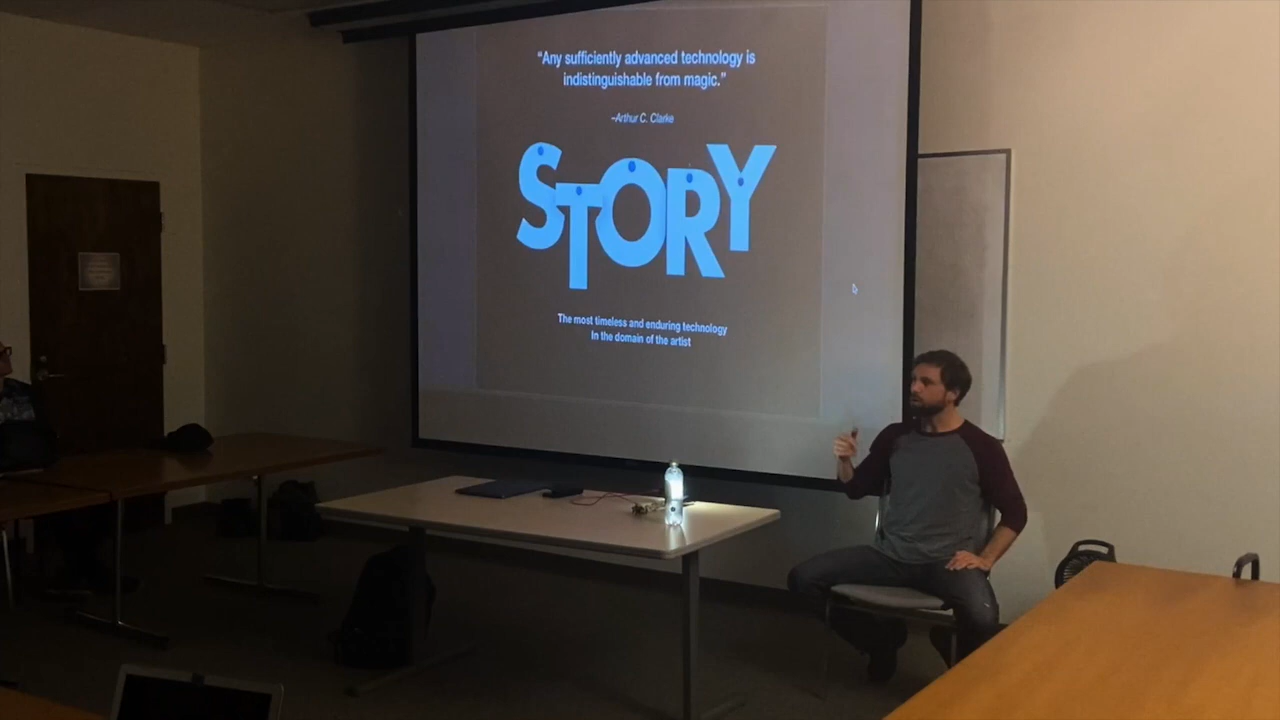 “Any sufficiently advanced technology is
indistinguishable from magic.”
~Arthur C. Clarke
STORY
The most timeless and enduring technology
In the domain of the artist